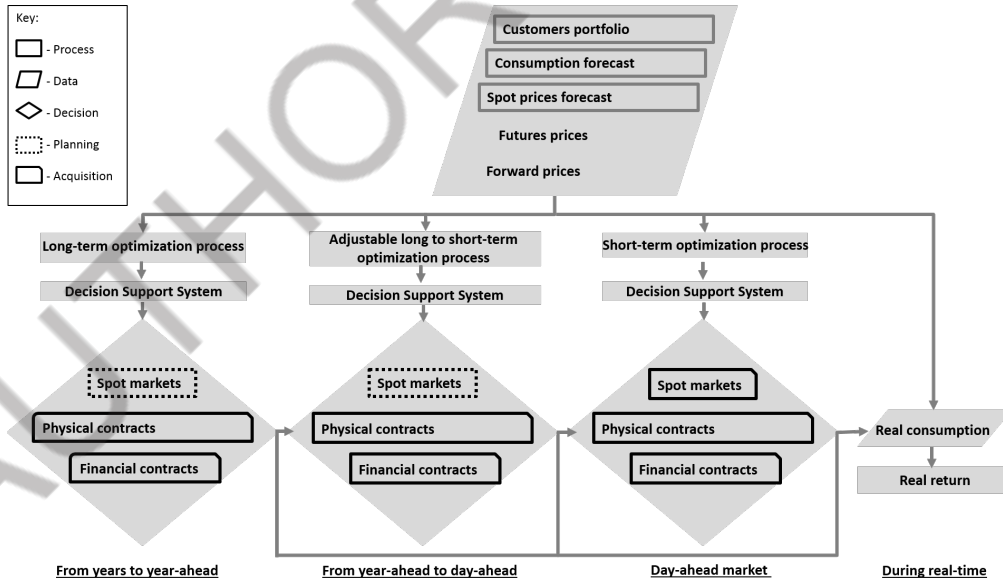 Key:
- Process
- Data
- Decision
- Planning
- Acquisition
Customers portfolio
Consumption forecast
Spot prices forecast
Futures prices
Forward prices
Long-term optimization process
Decision Support System
Spot markets
Physical contracts
Financial contracts
From years to year-ahead
Adjustable long to short-term
optimization process
Decision Support System
Spot markets
Physical contracts
Financial contracts
From year-ahead to day-ahead
Short-term optimization process
Decision Support System
Spot markets
Physical contracts
Financial contracts
Day-ahead market
Real consumption
Real return
During real-time
AUTHOR